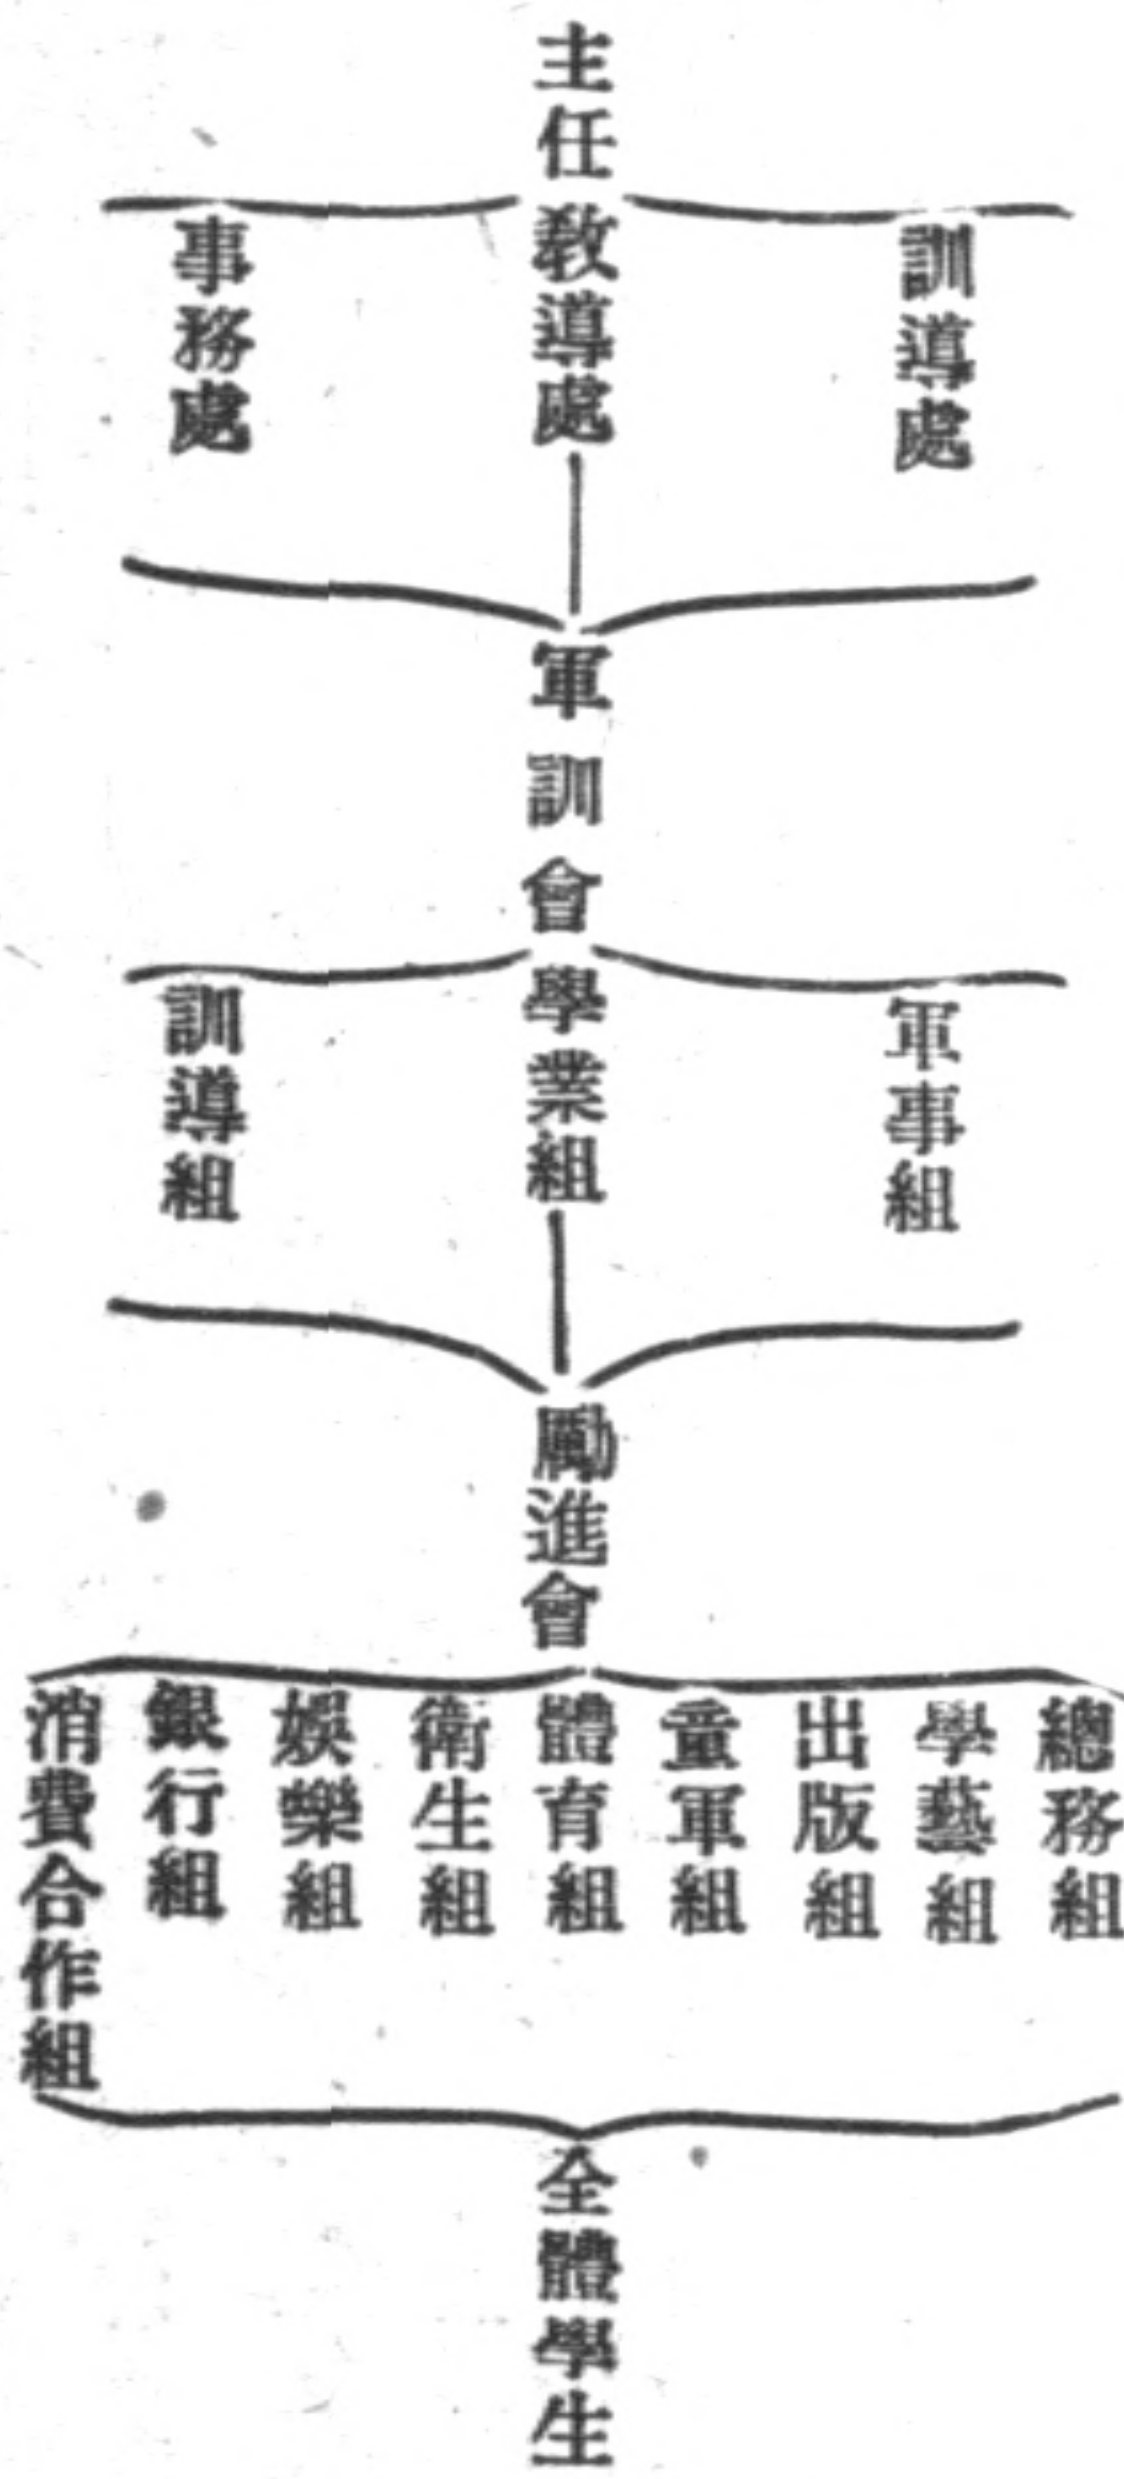 主任
訓導處
教導處
事務處
軍訓會
軍事組
學業組
訓導組
勵進會
總務組
學藝組
出版組
童軍組
體育組
衛生組
娛樂組
銀行組
消費合作組
全體學生